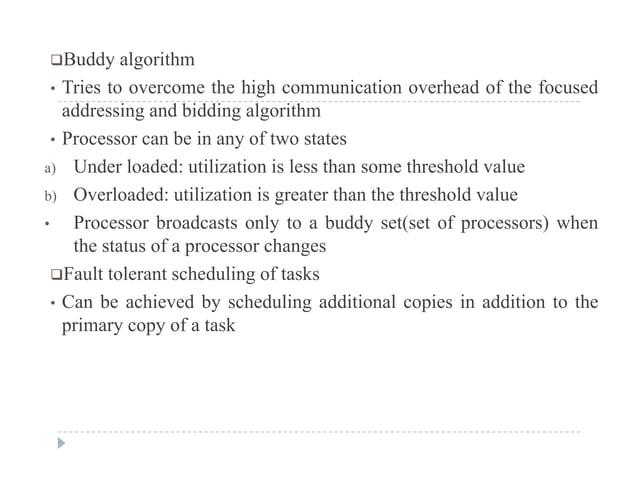 ❑Buddy algorithm
• Tries to overcome the high communication overhead of the focused
addressing and bidding algorithm
• Processor can be in any of two states
a) Under loaded: utilization is less than some threshold value
b) Overloaded: utilization is greater than the threshold value
• Processor broadcasts only to a buddy set(set of processors) when
the status of a processor changes
❑Fault tolerant scheduling of tasks
• Can be achieved by scheduling additional copies in addition to the
primary copy of a task